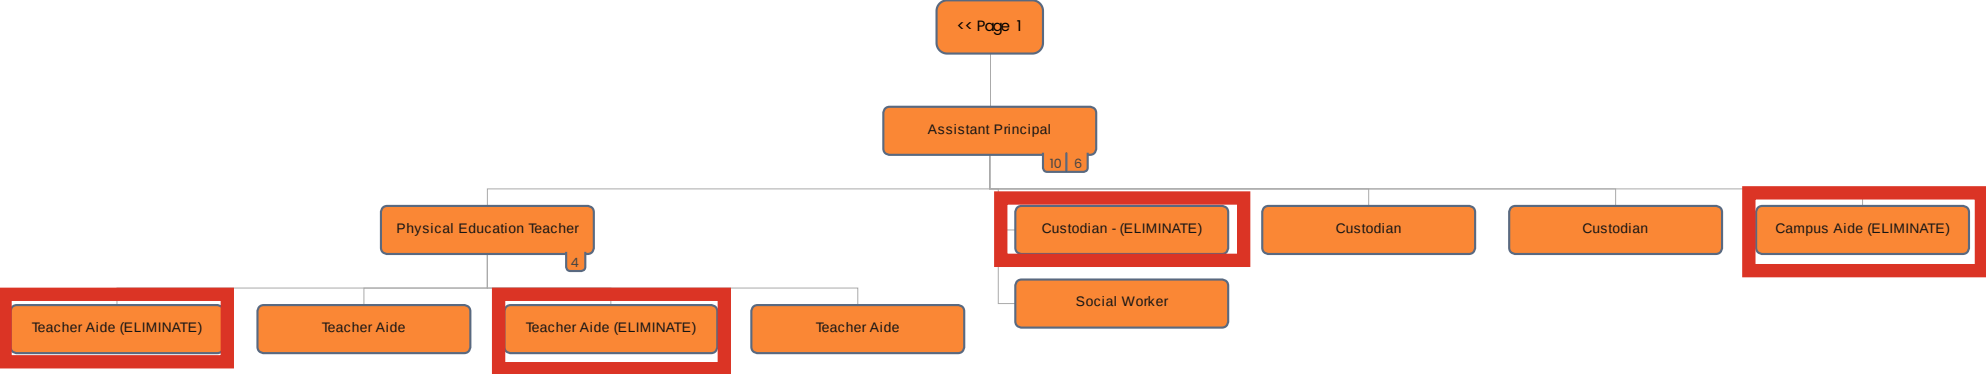 << Page 1
Assistant Principal
10 6
Physical Education Teacher
4
Custodian - (ELIMINATE)
Custodian
Custodian
Campus Aide (ELIMINATE)
Social Worker
Teacher Aide (ELIMINATE)
Teacher Aide
Teacher Aide (ELIMINATE)
Teacher Aide